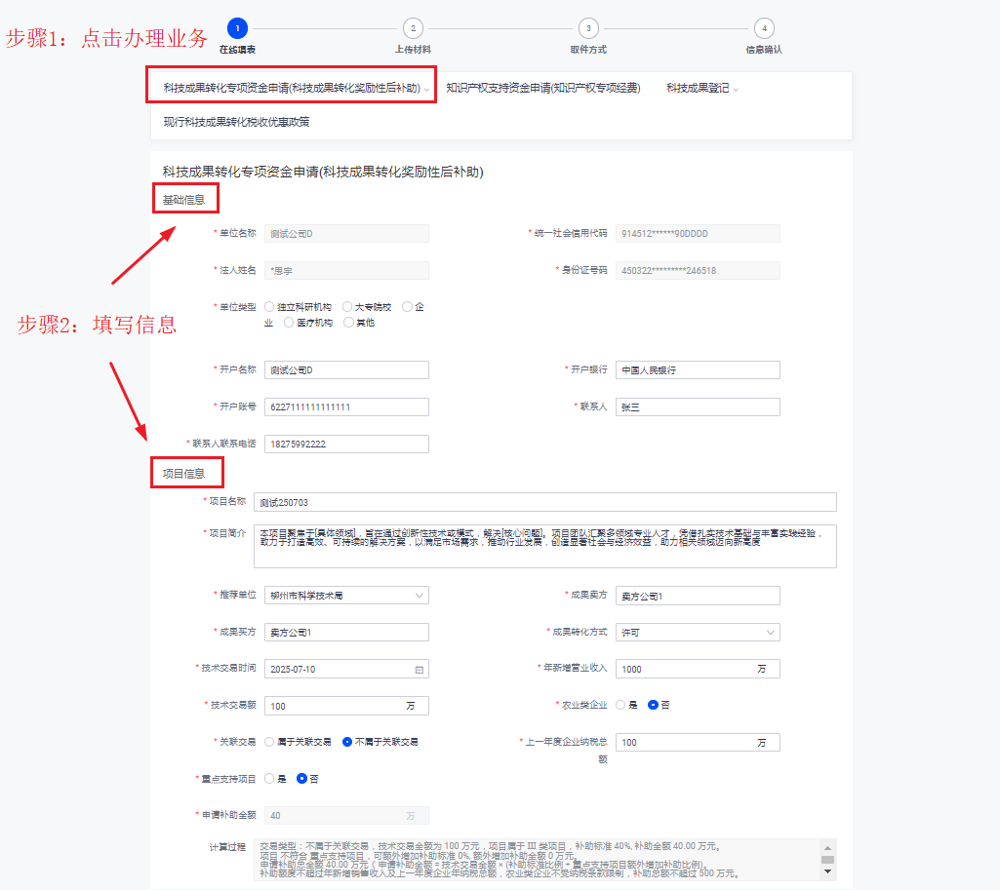 步骤1：点击办理业务
1 2 3 4
在线填表 上传材料 取件方式 信息确认
科技成果转化专项资金申请(科技成果转化奖励性后补助) 知识产权支持资金申请(知识产权专项经费) 科技成果登记
现行科技成果转化税收优惠政策
科技成果转化专项资金申请(科技成果转化奖励性后补助)
基础信息
* 单位名称 测试公司D * 统一社会信用代码 914512******90DDDD
* 法人姓名 *思宇 * 身份证号码 450322*********246518
* 单位类型 独立科研机构 大专院校 企
业 医疗机构 其他
步骤2：填写信息
* 开户名称 测试公司D * 开户银行 中国人民银行
* 开户账号 6227111111111111 * 联系人 张三
* 联系人联系电话 18275992222
项目信息
* 项目名称 测试250703
* 项目简介 本项目聚焦于[具体领域]，旨在通过创新性技术或模式，解决[核心问题]。项目团队汇聚多领域专业人才，凭借扎实技术基础与丰富实践经验，
致力于打造高效、可持续的解决方案，以满足市场需求，推动行业发展，创造显著社会与经济效益，助力相关领域迈向新高度
* 推荐单位 柳州市科学技术局 * 成果卖方 卖方公司1
* 成果买方 卖方公司1 * 成果转化方式 许可
* 技术交易时间 2025-07-10 * 年新增营业收入 1000 万
* 技术交易额 100 万 * 农业类企业 是 否
* 关联交易 属于关联交易 不属于关联交易 * 上一年度企业纳税总 100 万
额
* 重点支持项目 是 否
* 申请补助金额 40 万
计算过程 交易类型：不属于关联交易，技术交易金额为 100 万元，项目属于 III 类项目，补助标准 40%, 补助金额 40.00 万元。
项目 不符合 重点支持项目，可额外增加补助标准 0%, 额外增加补助金额 0 万元。
申请补助总金额 40.00 万元 ( 申请补助金额 = 技术交易金额 × (补助标准比例 + 重点支持项目额外增加补助比例)。
补助额度不超过年新增销售收入及上一年度企业年纳税总额，农业类企业不受纳税条款限制，补助总额不超过 500 万元。